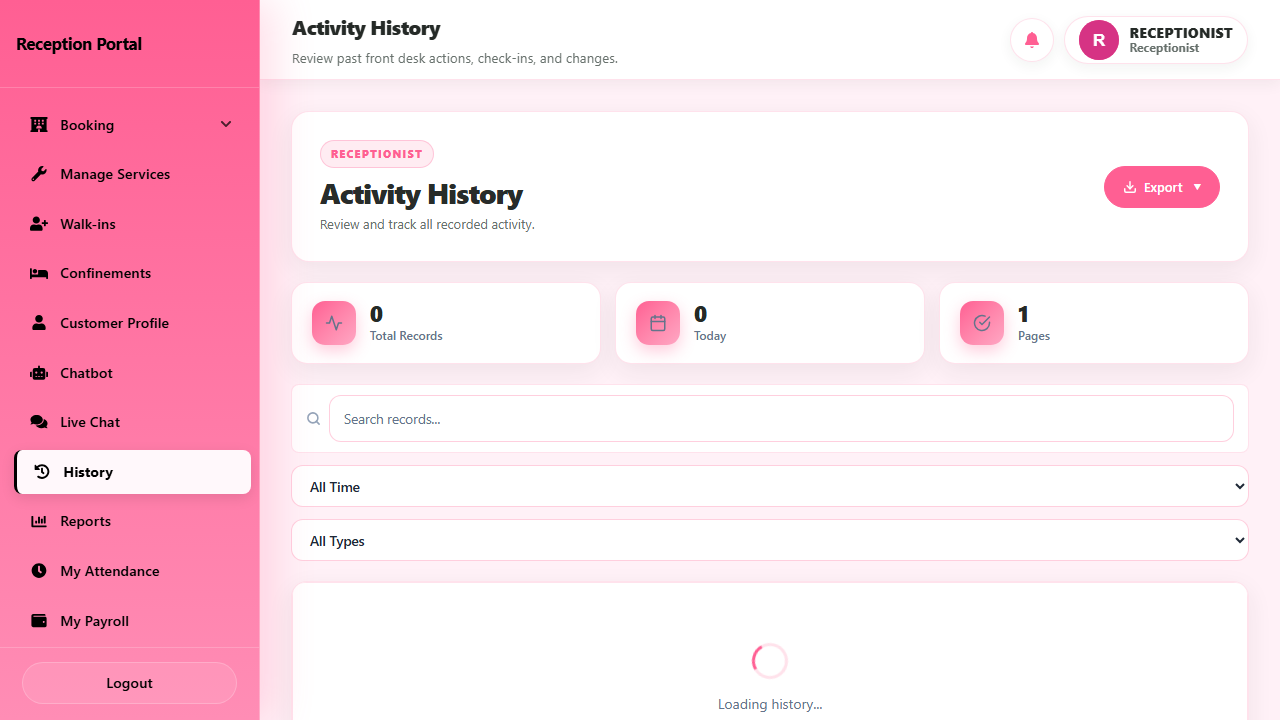 Reception Portal
Booking
Manage Services
Walk-ins
Confinements
Customer Profile
Chatbot
Live Chat
History
Reports
My Attendance
My Payroll
Logout
Activity History
Review past front desk actions, check-ins, and changes.
R
RECEPTIONIST
Receptionist
RECEPTIONIST
Activity History
Review and track all recorded activity.
Export
0
Total Records
0
Today
1
Pages
Search records...
All Time
All Types
Loading history...